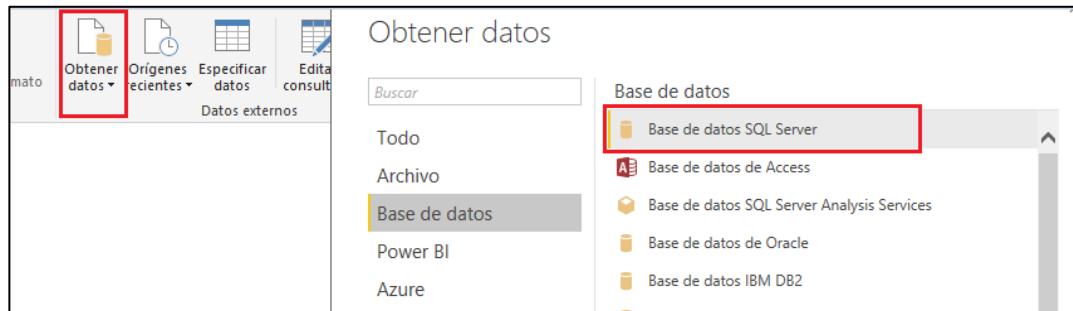 mato
Obtener datos
Orígenes recientes
Especificar datos
Datos externos
Obtener datos
Buscar
Todo
Archivo
Base de datos
Power BI
Azure
Base de datos
Base de datos SQL Server
Base de datos de Access
Base de datos SQL Server Analysis Services
Base de datos de Oracle
Base de datos IBM DB2